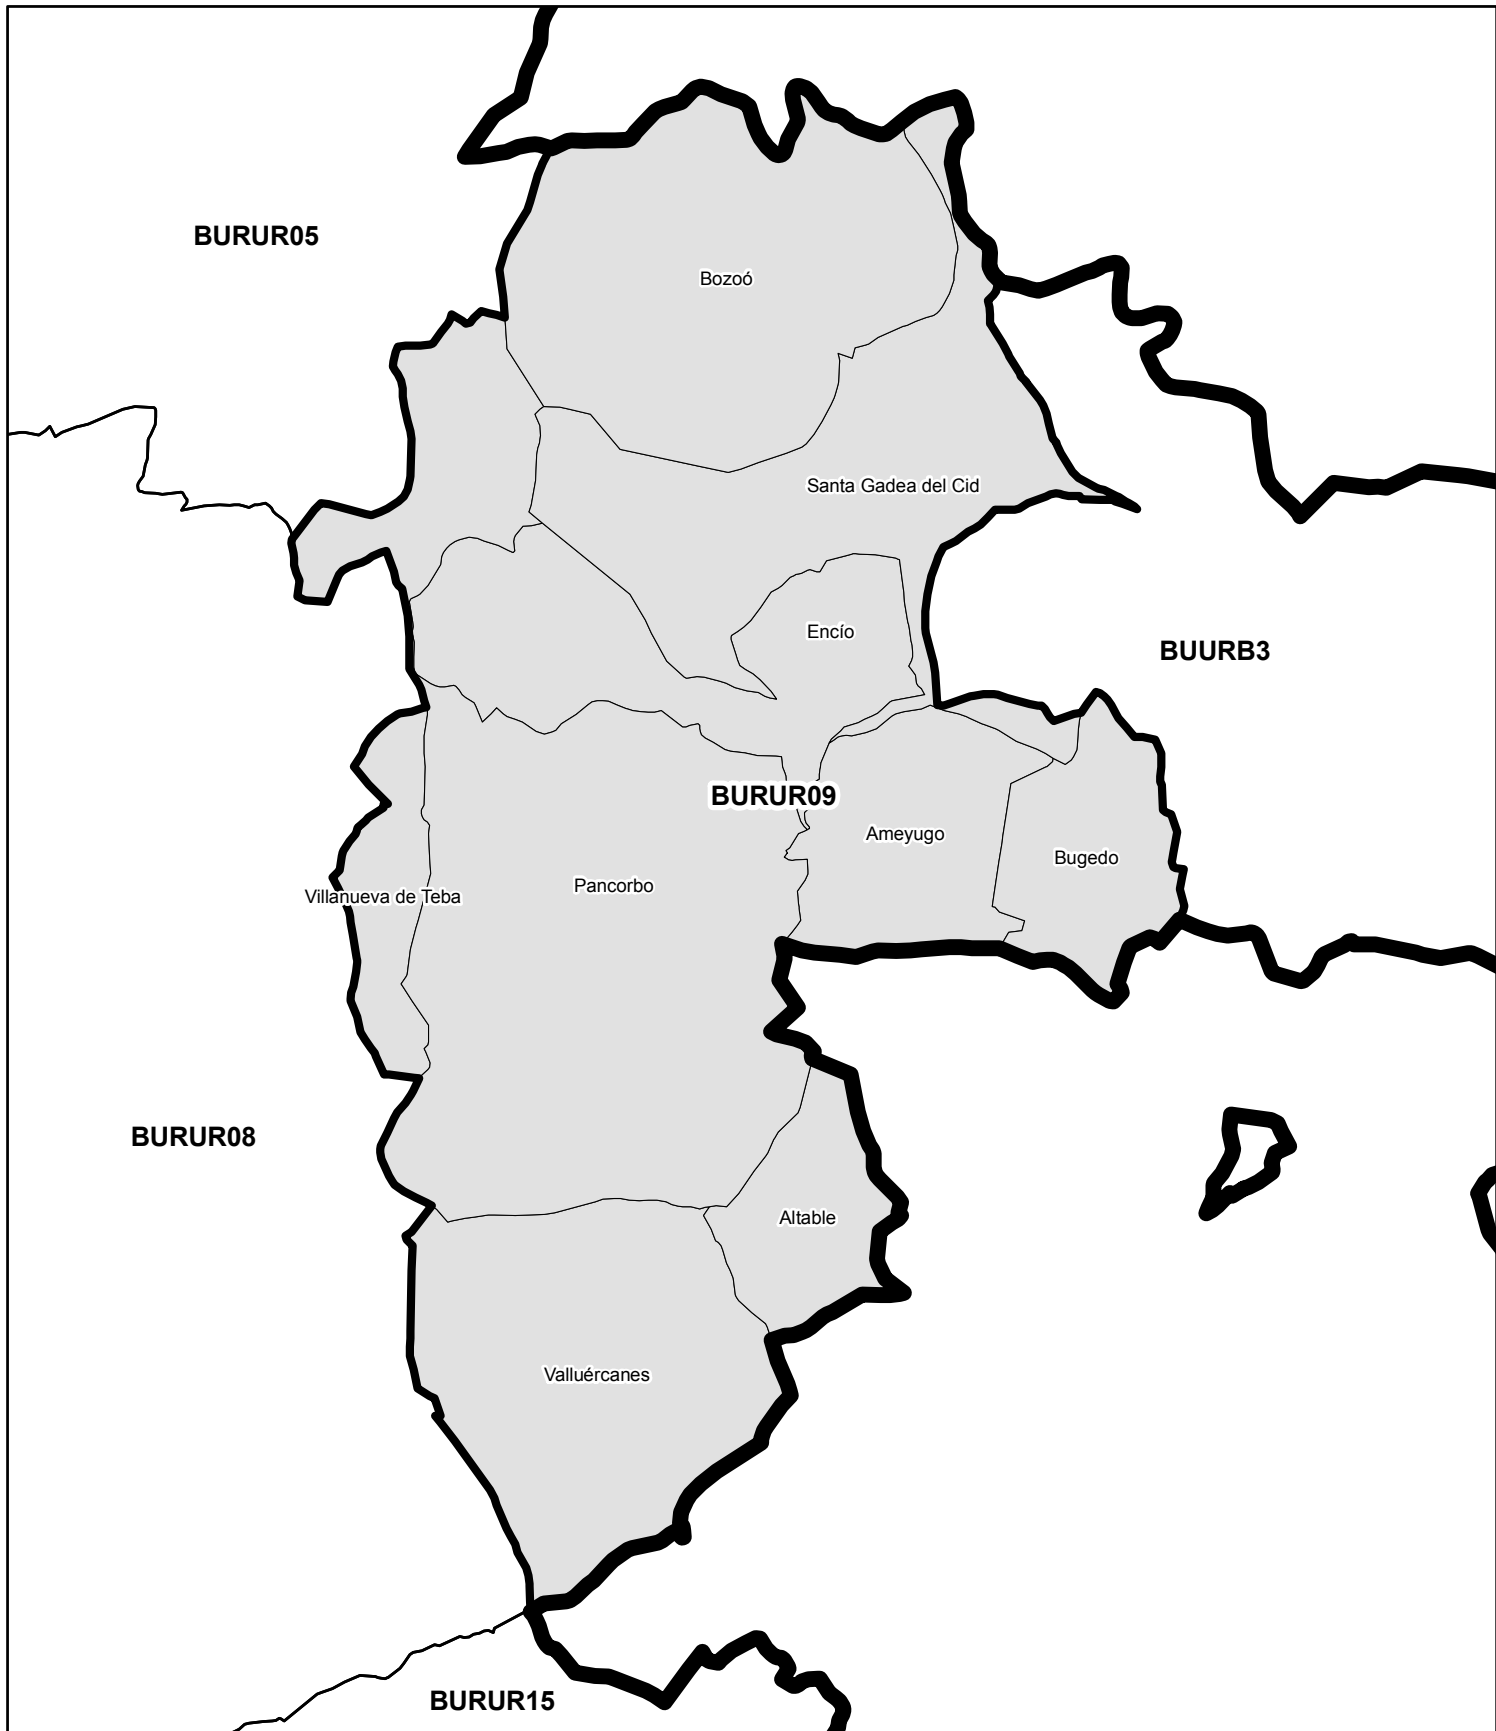 BURUR05
Bozoó
Santa Gadea del Cid
Encío
BUURB3
BURUR09
Ameyugo
Bugedo
Pancorbo
Villanueva de Teba
BURUR08
Altable
Valluércanes
BURUR15